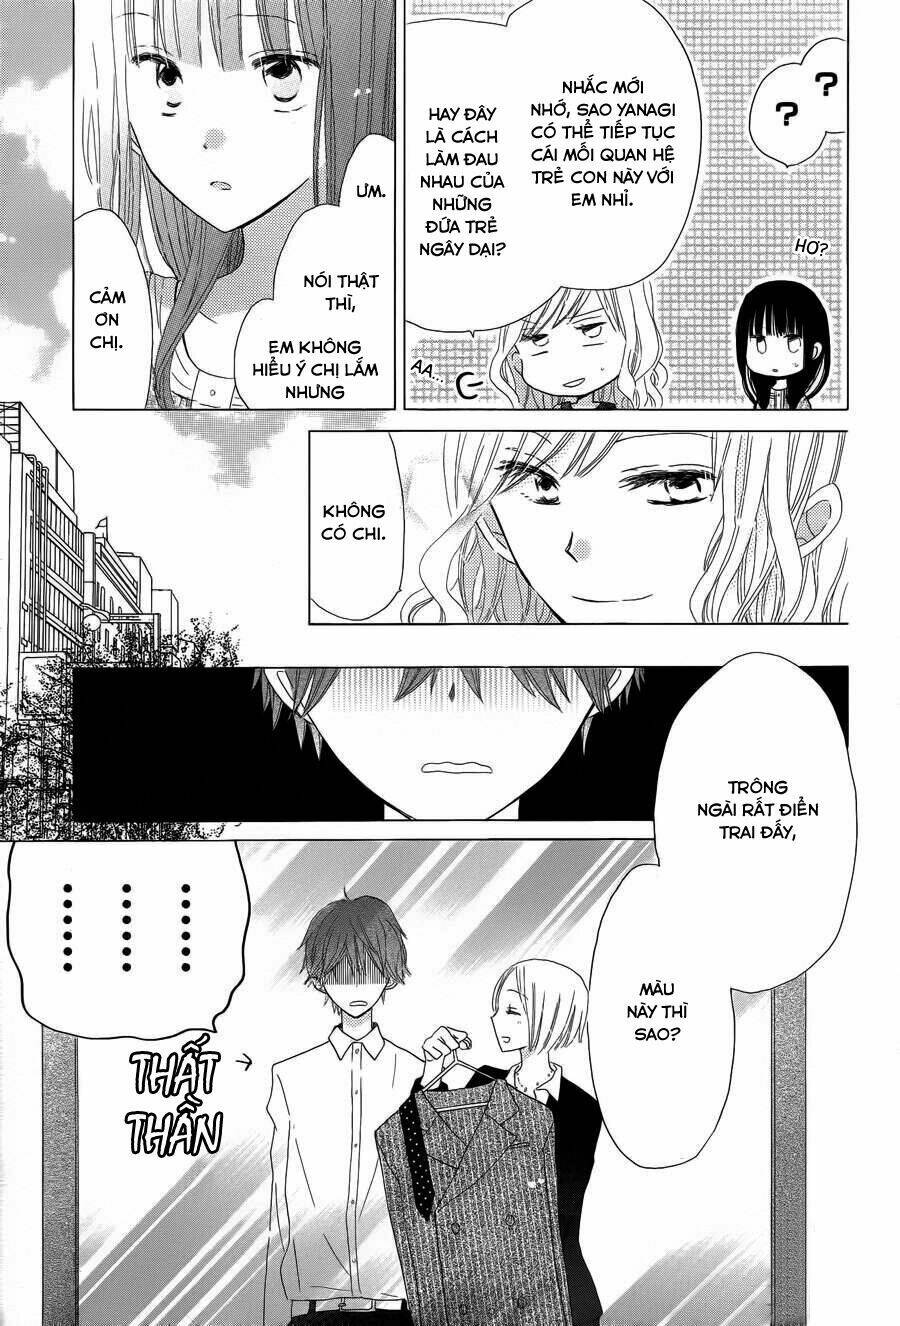 ?
?
HƠ?
NHẮC MỚI
NHỚ, SAO YANAGI
CÓ THỂ TIẾP TỤC
CÁI MỐI QUAN HỆ
TRẺ CON NÀY VỚI
EM NHỈ.
HAY ĐÂY
LÀ CÁCH
LÀM ĐAU
NHAU CỦA
NHỮNG
ĐỨA TRẺ
NGÂY DẠI?
AA...
ƯM.
NÓI THẬT
THÌ,
EM KHÔNG
HIỂU Ý CHỊ LẮM
NHƯNG
CẢM
ƠN
CHỊ.
KHÔNG
CÓ CHI.
TRÔNG
NGÀI RẤT ĐIỂN
TRAI ĐẤY,
MÀU
NÀY THÌ
SAO?
THẤT
THẦN